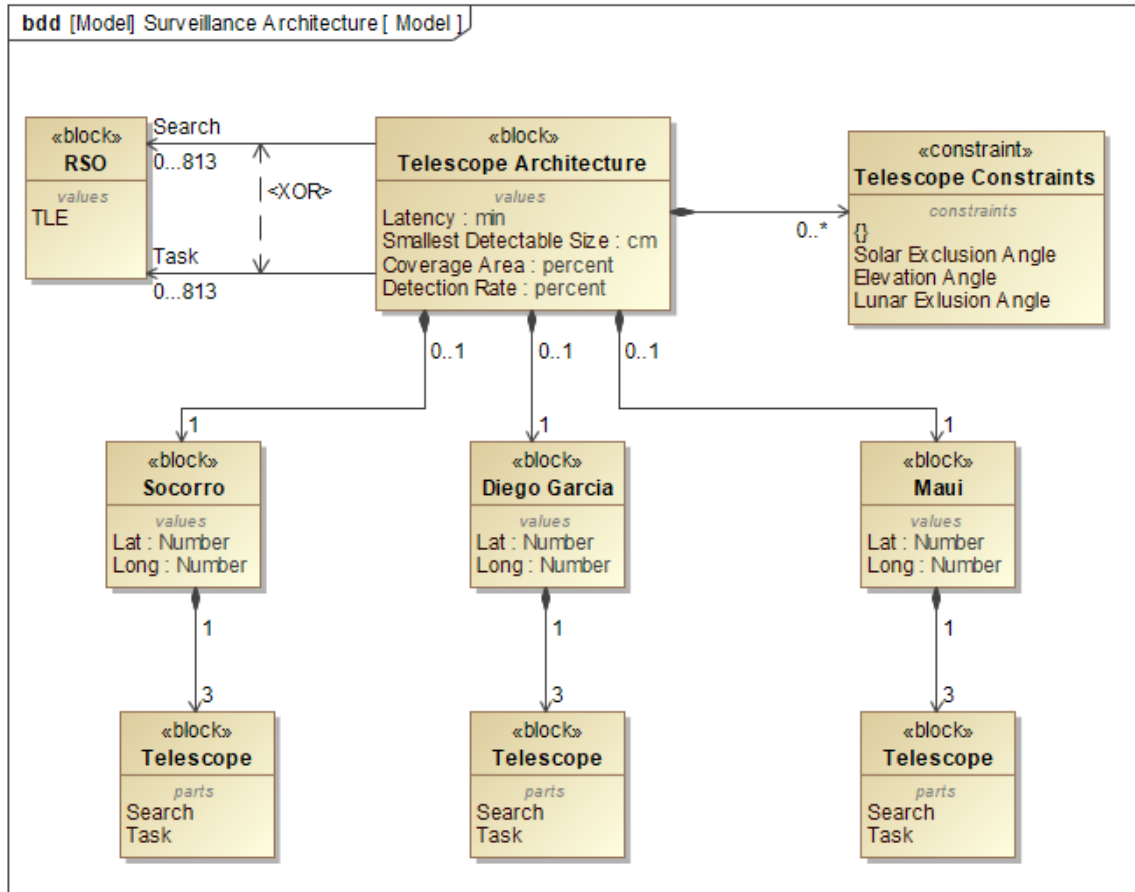 bdd [Model] Surveillance Architecture [ Model ]
«block»
RSO
values
TLE
Search
0...813
<XOR>
Task
0...813
«block»
Telescope Architecture
values
Latency : min
Smallest Detectable Size : cm
Coverage Area : percent
Detection Rate : percent
0..*
«constraint»
Telescope Constraints
constraints
{}
Solar Exclusion Angle
Elevation Angle
Lunar Exlusion Angle
0..1
0..1
0..1
1
1
1
«block»
Socorro
values
Lat : Number
Long : Number
«block»
Diego Garcia
values
Lat : Number
Long : Number
«block»
Maui
values
Lat : Number
Long : Number
1
1
1
3
3
3
«block»
Telescope
parts
Search
Task
«block»
Telescope
parts
Search
Task
«block»
Telescope
parts
Search
Task